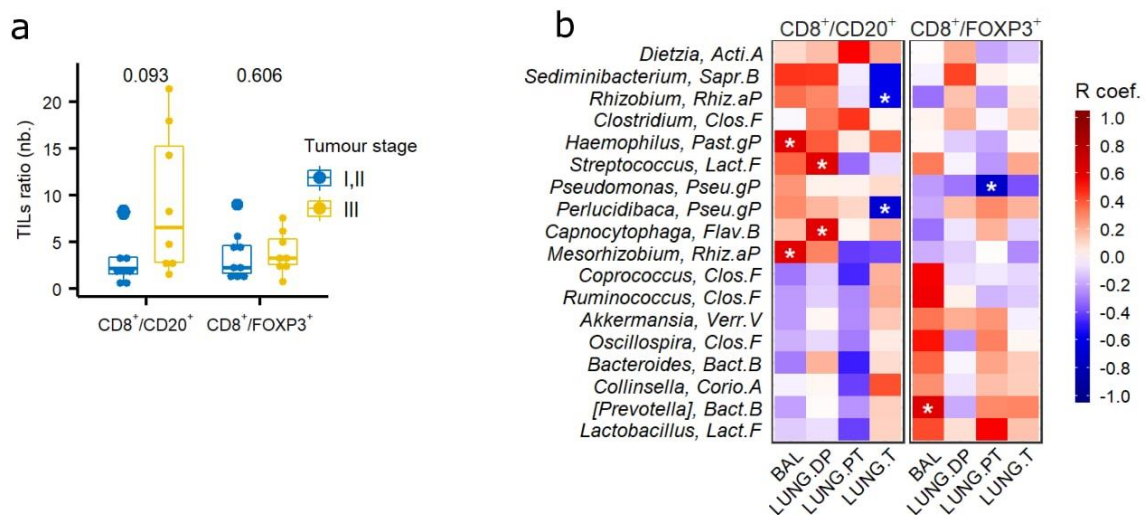 a
0.093 0.606
TILs ratio (nb.)
20
15
10
5
0
CD8+/CD20+ CD8+/FOXP3+
Tumour stage
I,II
III
b
CD8+/CD20+ CD8+/FOXP3+
Dietzia, Acti.A
Sediminibacterium, Sapr.B
Rhizobium, Rhiz.aP
*
Clostridium, Clos.F
Haemophilus, Past.gP
*
Streptococcus, Lact.F
*
Pseudomonas, Pseu.gP
*
Perlucidibaca, Pseu.gP
*
Capnocytophaga, Flav.B
*
Mesorhizobium, Rhiz.aP
*
Coprococcus, Clos.F
Ruminococcus, Clos.F
Akkermansia, Verr.V
Oscillospira, Clos.F
Bacteroides, Bact.B
Collinsella, Corio.A
[Prevotella], Bact.B
*
Lactobacillus, Lact.F
BAL LUNG.DP LUNG.PT LUNG.T BAL LUNG.DP LUNG.PT LUNG.T
R coef.
1.0
0.8
0.6
0.4
0.2
0.0
-0.2
-0.4
-0.6
-0.8
-1.0